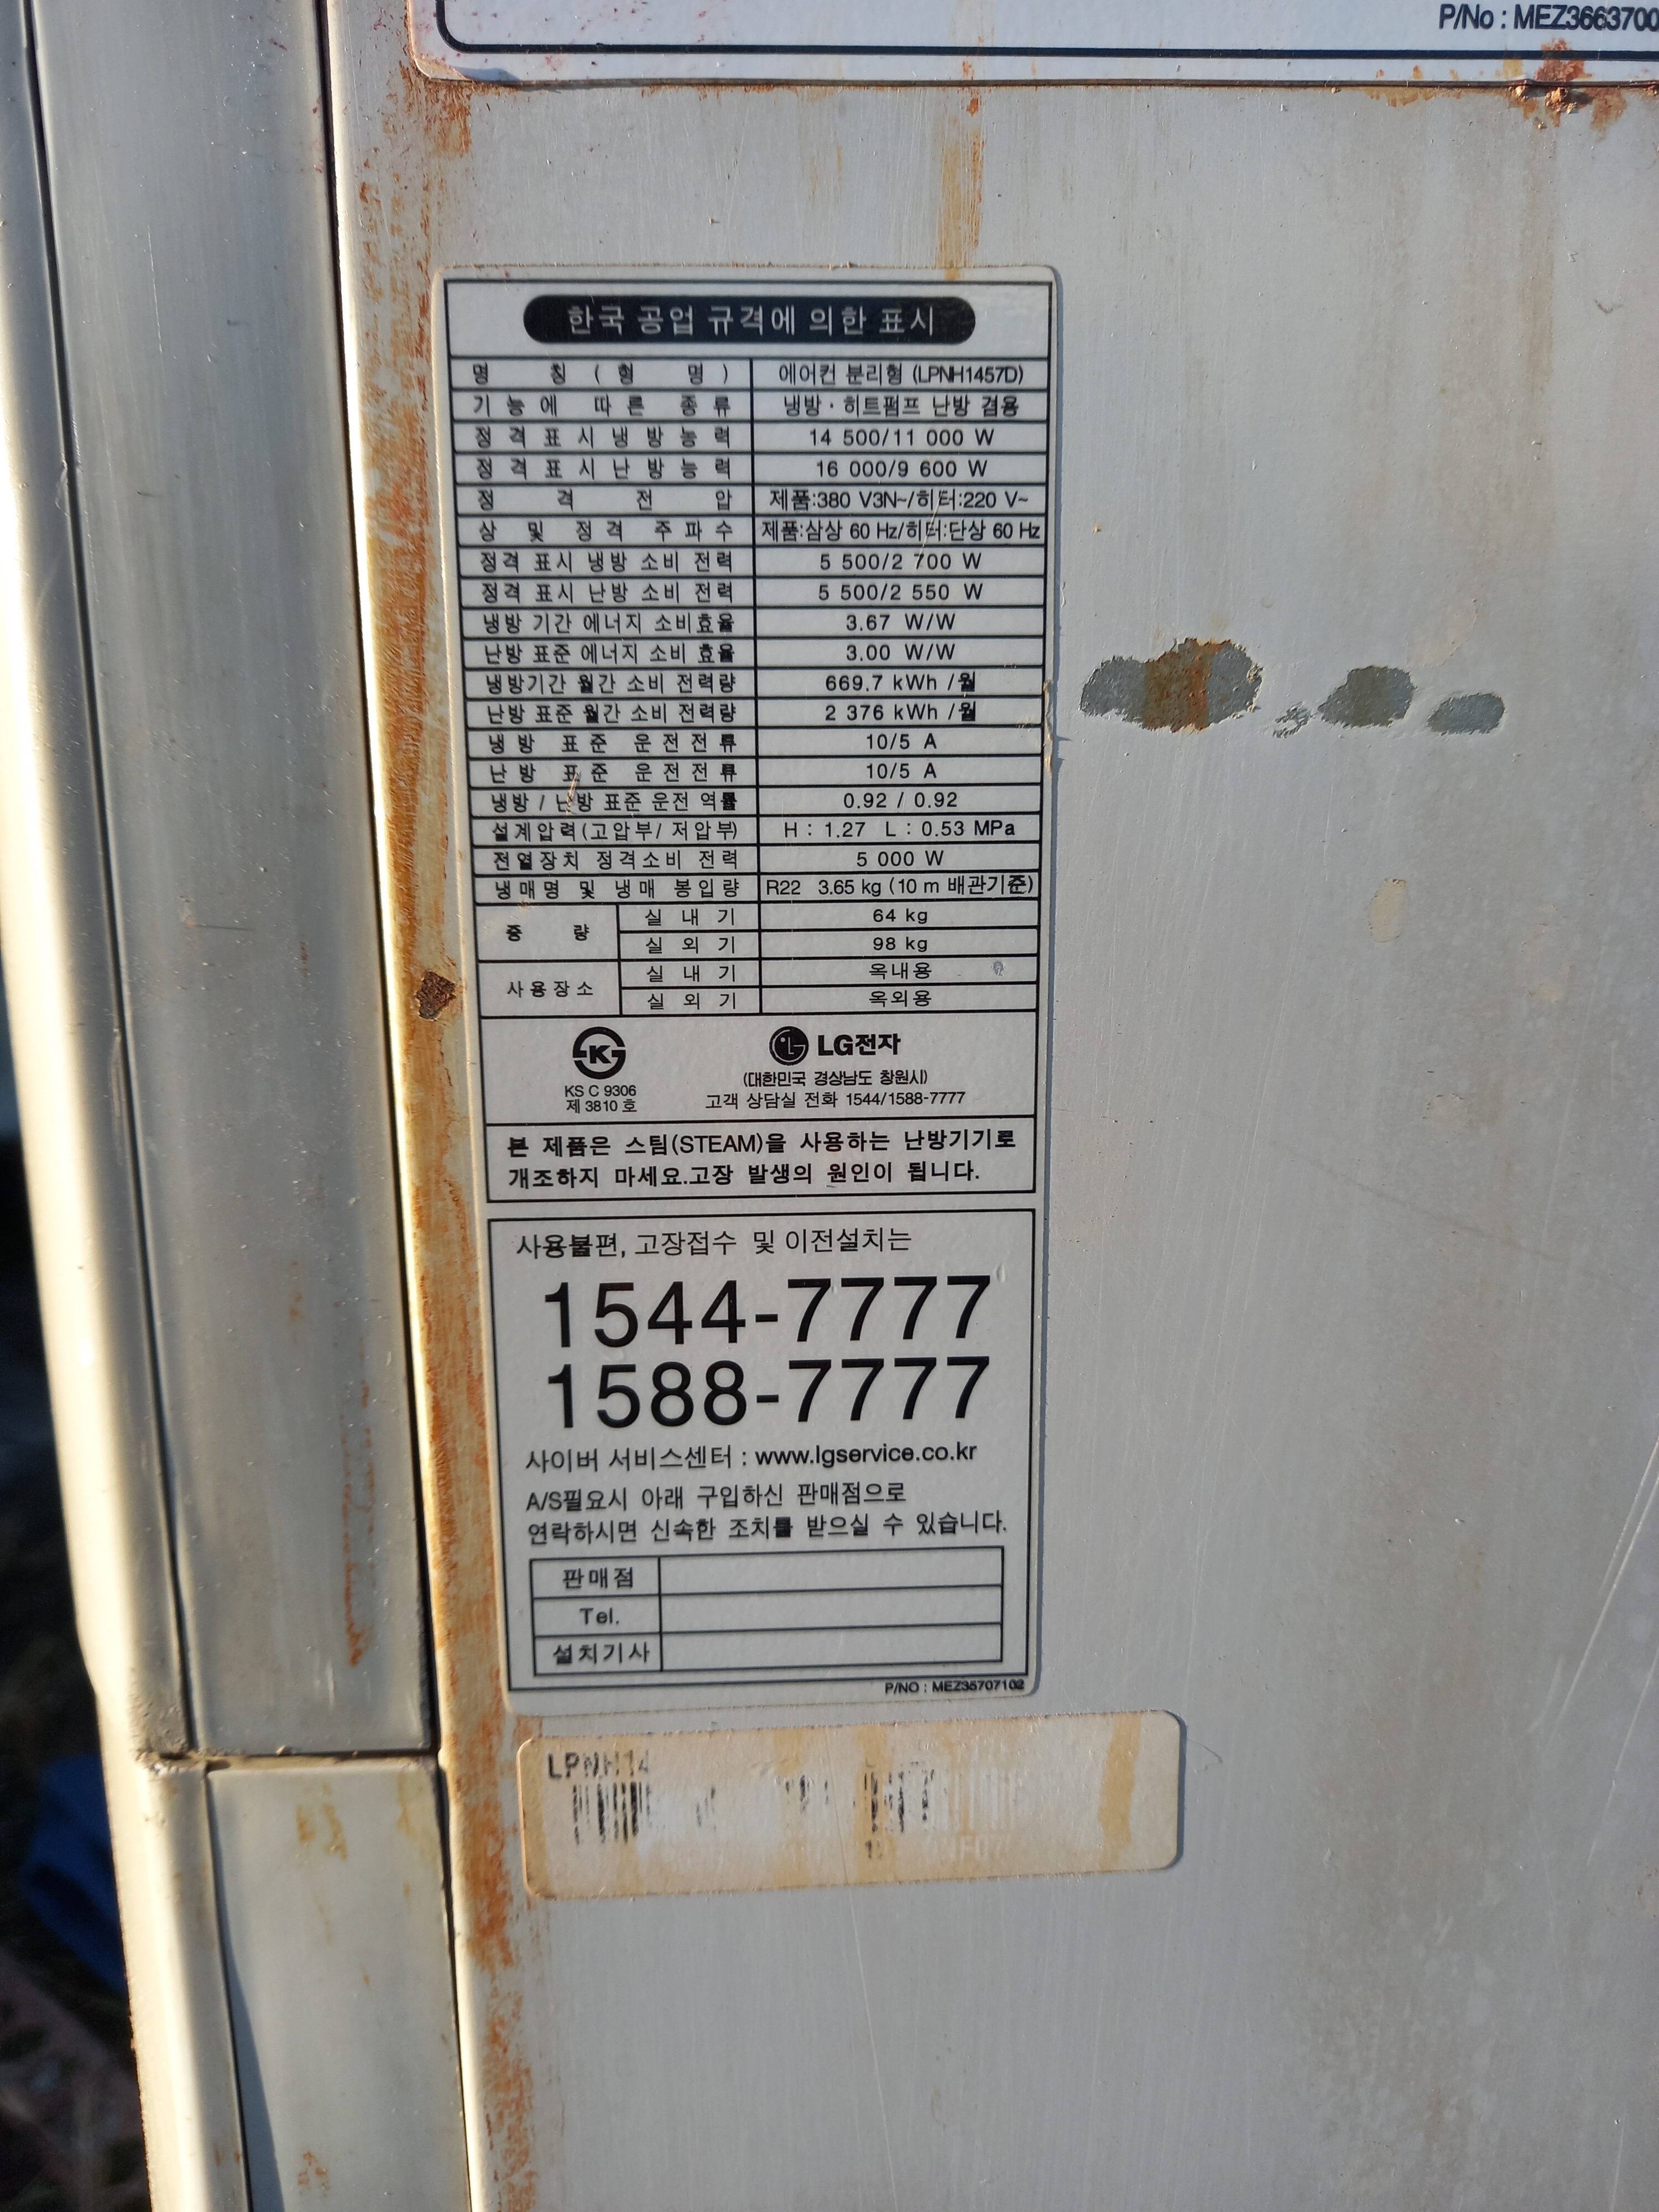 P/No : MEZ3663700
한국 공업 규격에 의한 표시
명 칭 ( 형 명 ) 에어컨 분리형 (LPNH1457D)
기능에 따른 종류 냉방 · 히트펌프 난방 겸용
정격표시냉방능력 14 500/11 000 W
정격표시난방능력 16 000/9 600 W
정 격 전 압 제품:380 V3N~/히터:220 V~
상 및 정격 주파수 제품:삼상 60 Hz/히터:단상 60 Hz
정격 표시 냉방 소비 전력 5 500/2 700 W
정격 표시 난방 소비 전력 5 500/2 550 W
냉방 기간 에너지 소비효율 3.67 W/W
난방 표준 에너지 소비 효율 3.00 W/W
냉방기간 월간 소비 전력량 669.7 kWh /월
난방 표준 월간 소비 전력량 2 376 kWh /월
냉방 표준 운전전류 10/5 A
난방 표준 운전전류 10/5 A
냉방 / 난방 표준 운전 역률 0.92 / 0.92
설계압력(고압부/ 저압부) H : 1.27 L : 0.53 MPa
전열장치 정격소비 전력 5 000 W
냉매명 및 냉매 봉입량 R22 3.65 kg (10 m 배관기준)
중 량 실 내 기 64 kg
실 외 기 98 kg
사용장소 실 내 기 옥내용
실 외 기 옥외용
KS C 9306
제 3810 호
LG전자
(대한민국 경상남도 창원시)
고객 상담실 전화 1544/1588-7777
본 제품은 스팀(STEAM)을 사용하는 난방기기로
개조하지 마세요.고장 발생의 원인이 됩니다.
사용불편, 고장접수 및 이전설치는
1544-7777
1588-7777
사이버 서비스센터 : www.lgservice.co.kr
A/S필요시 아래 구입하신 판매점으로
연락하시면 신속한 조치를 받으실 수 있습니다.
판매점
Tel.
설치기사
P/NO : MEZ35707102
LPNH14